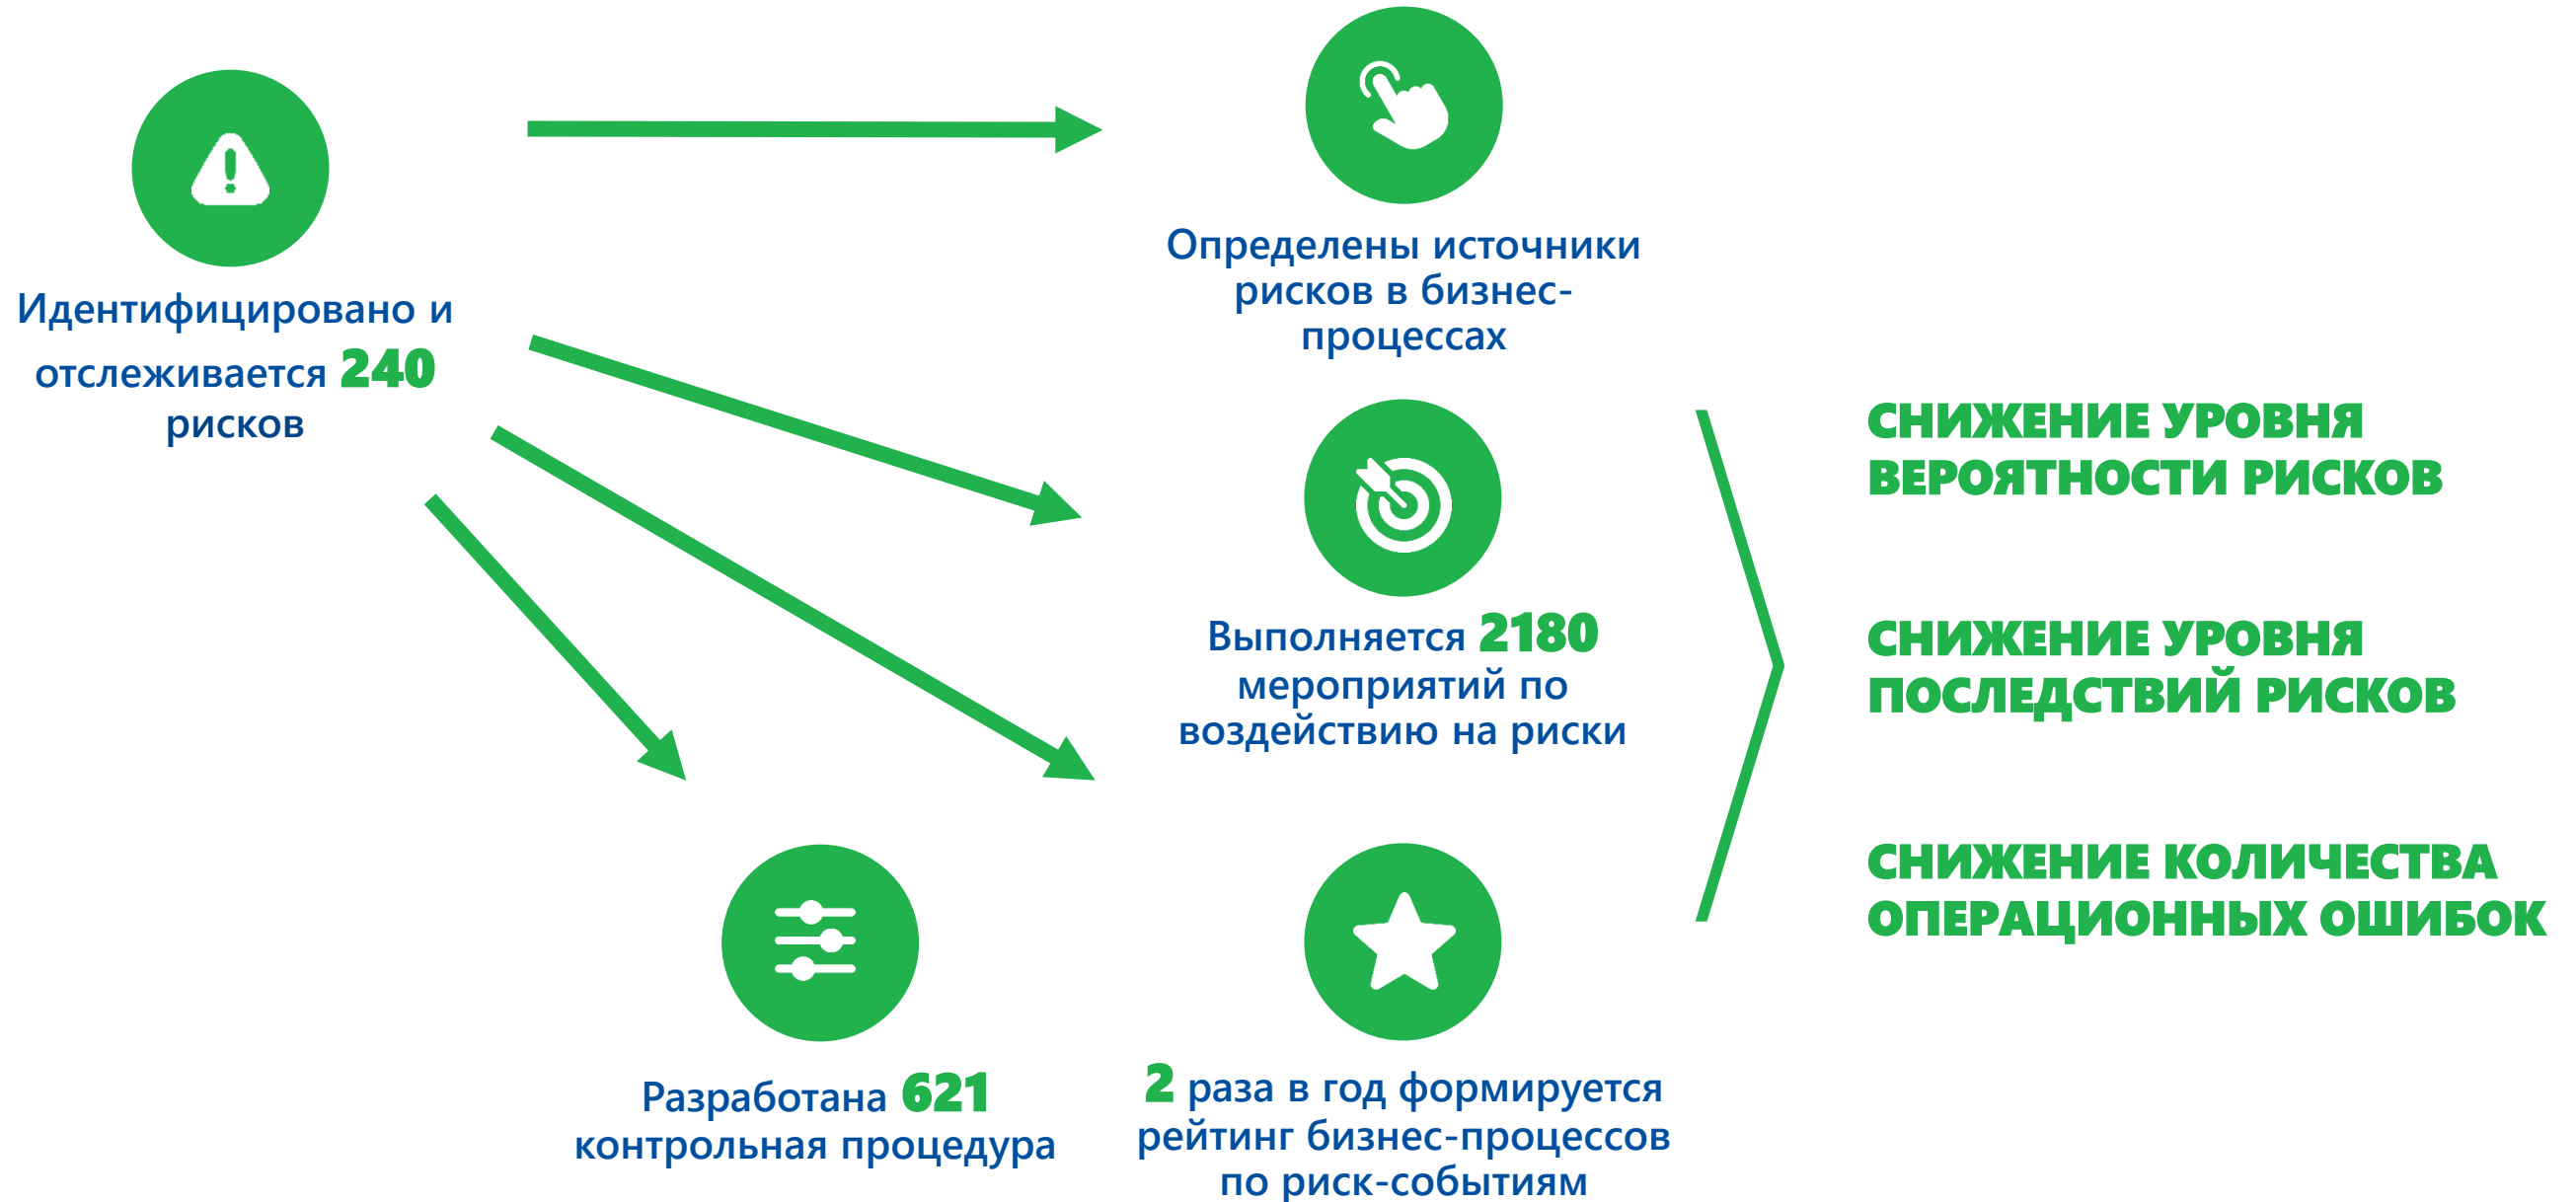 Идентифицировано и
отслеживается 240
рисков
Определены источники
рисков в бизнес-
процессах
Выполняется 2180
мероприятий по
воздействию на риски
Разработана 621
контрольная процедура
2 раза в год формируется
рейтинг бизнес-процессов
по риск-событиям
СНИЖЕНИЕ УРОВНЯ
ВЕРОЯТНОСТИ РИСКОВ
СНИЖЕНИЕ УРОВНЯ
ПОСЛЕДСТВИЙ РИСКОВ
СНИЖЕНИЕ КОЛИЧЕСТВА
ОПЕРАЦИОННЫХ ОШИБОК